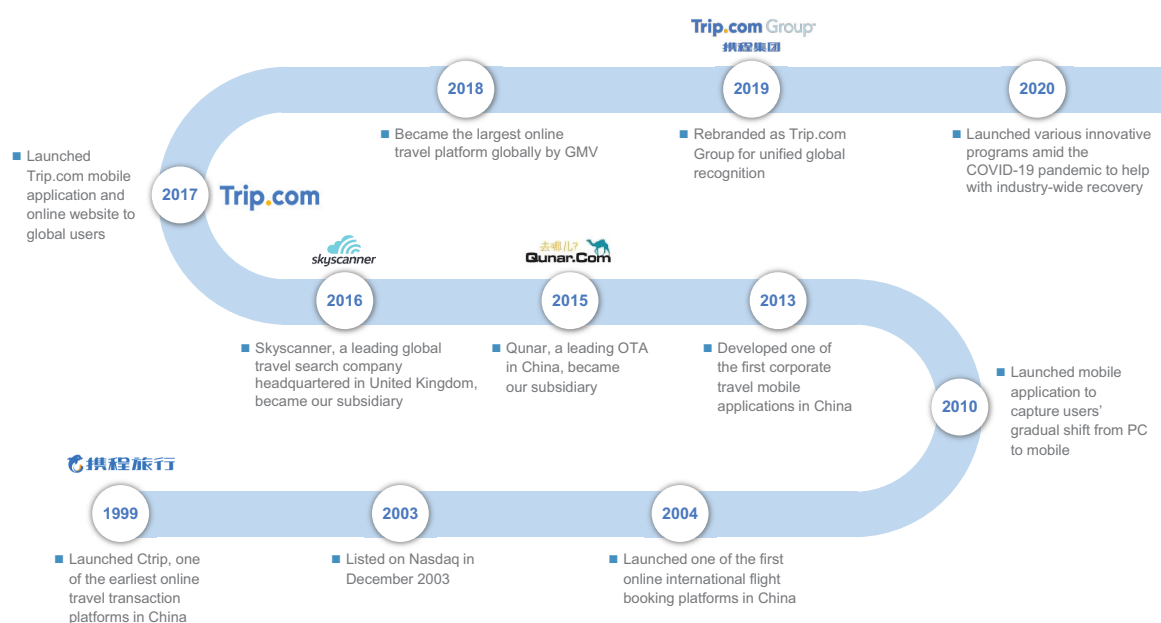 Trip.com Group
携程集团
2018
2019
2020
■ Became the largest online
travel platform globally by GMV
■ Rebranded as Trip.com
Group for unified global
recognition
■ Launched various innovative
programs amid the
COVID-19 pandemic to help
with industry-wide recovery
■ Launched
Trip.com mobile
application and
online website to
global users
2017
Trip.com
skyscanner
去哪儿?
Qunar.Com
2016
2015
2013
■ Skyscanner, a leading global
travel search company
headquartered in United Kingdom,
became our subsidiary
■ Qunar, a leading OTA
in China, became
our subsidiary
■ Developed one of
the first corporate
travel mobile
applications in China
2010
■ Launched mobile
application to
capture users'
gradual shift from PC
to mobile
携程旅行
1999
2003
2004
■ Launched Ctrip, one
of the earliest online
travel transaction
platforms in China
■ Listed on Nasdaq in
December 2003
■ Launched one of the first
online international flight
booking platforms in China